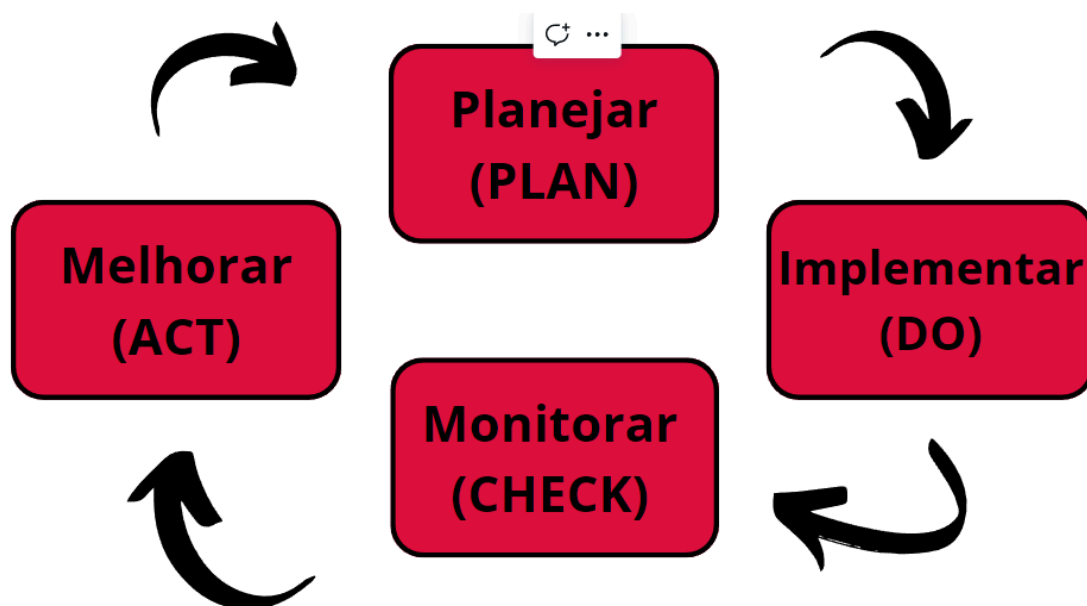 Planejar
(PLAN)
Melhorar
(ACT)
Implementar
(DO)
Monitorar
(CHECK)